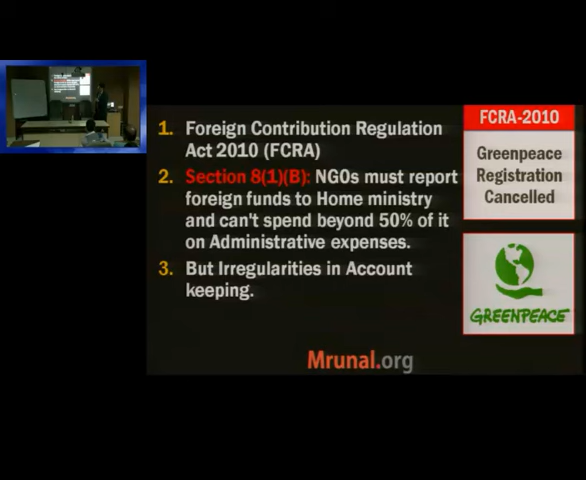 1. Foreign Contribution Regulation
Act 2010 (FCRA)
2. Section 8(1)(B): NGOs must report
foreign funds to Home ministry
and can't spend beyond 50% of it
on Administrative expenses.
3. But Irregularities in Account
keeping.
FCRA-2010
Greenpeace
Registration
Cancelled
GREENPEACE
Mrunal.org